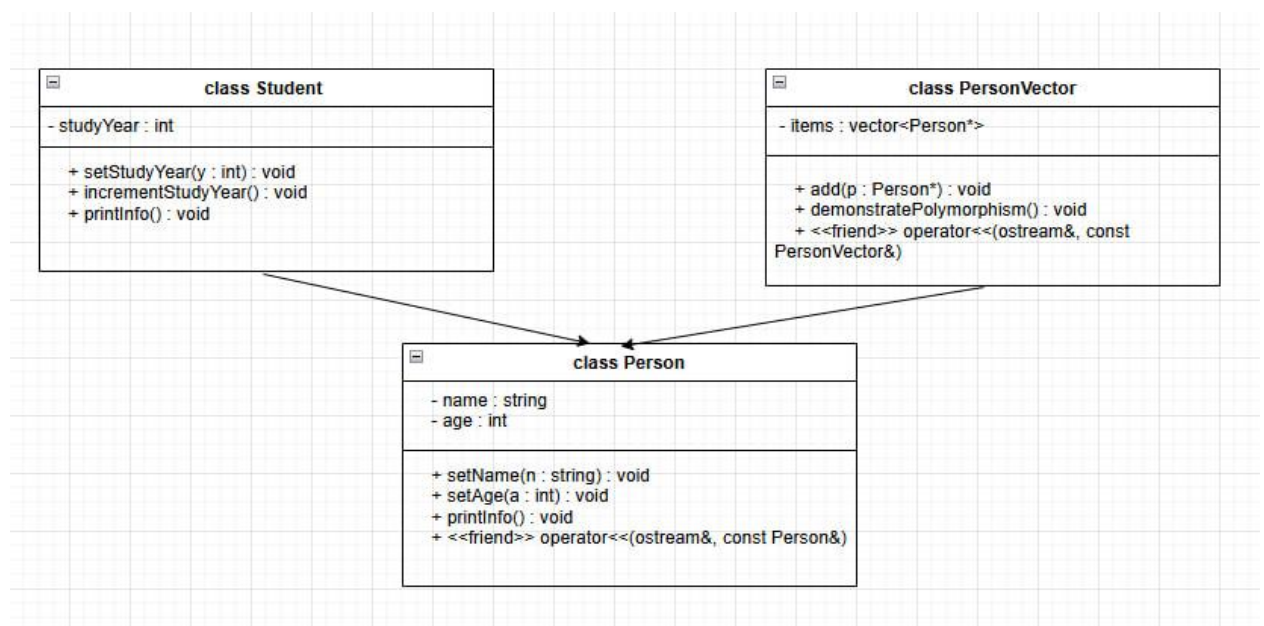 class Student
- studyYear : int
+ setStudyYear(y : int) : void
+ incrementStudyYear() : void
+ printInfo() : void
class PersonVector
- items : vector<Person*>
+ add(p : Person*) : void
+ demonstratePolymorphism() : void
+ <<friend>> operator<<(ostream&, const
PersonVector&)
class Person
- name : string
- age : int
+ setName(n : string) : void
+ setAge(a : int) : void
+ printInfo() : void
+ <<friend>> operator<<(ostream&, const Person&)